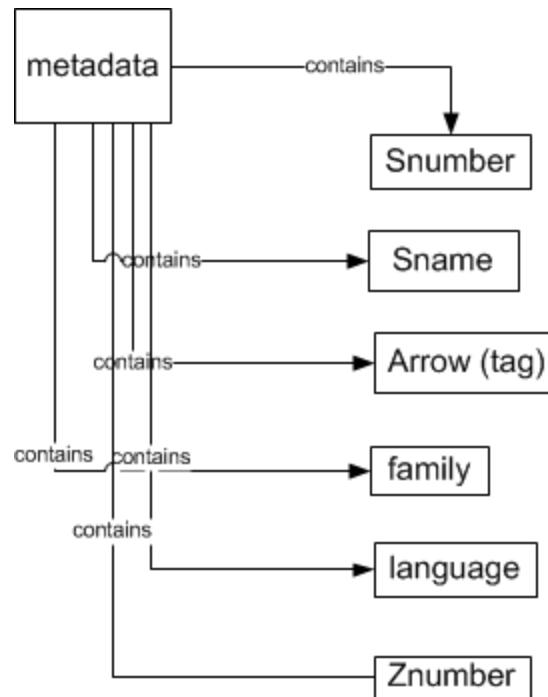 metadata
contains
Snumber
contains
Sname
contains
Arrow (tag)
contains
contains
family
contains
language
Znumber